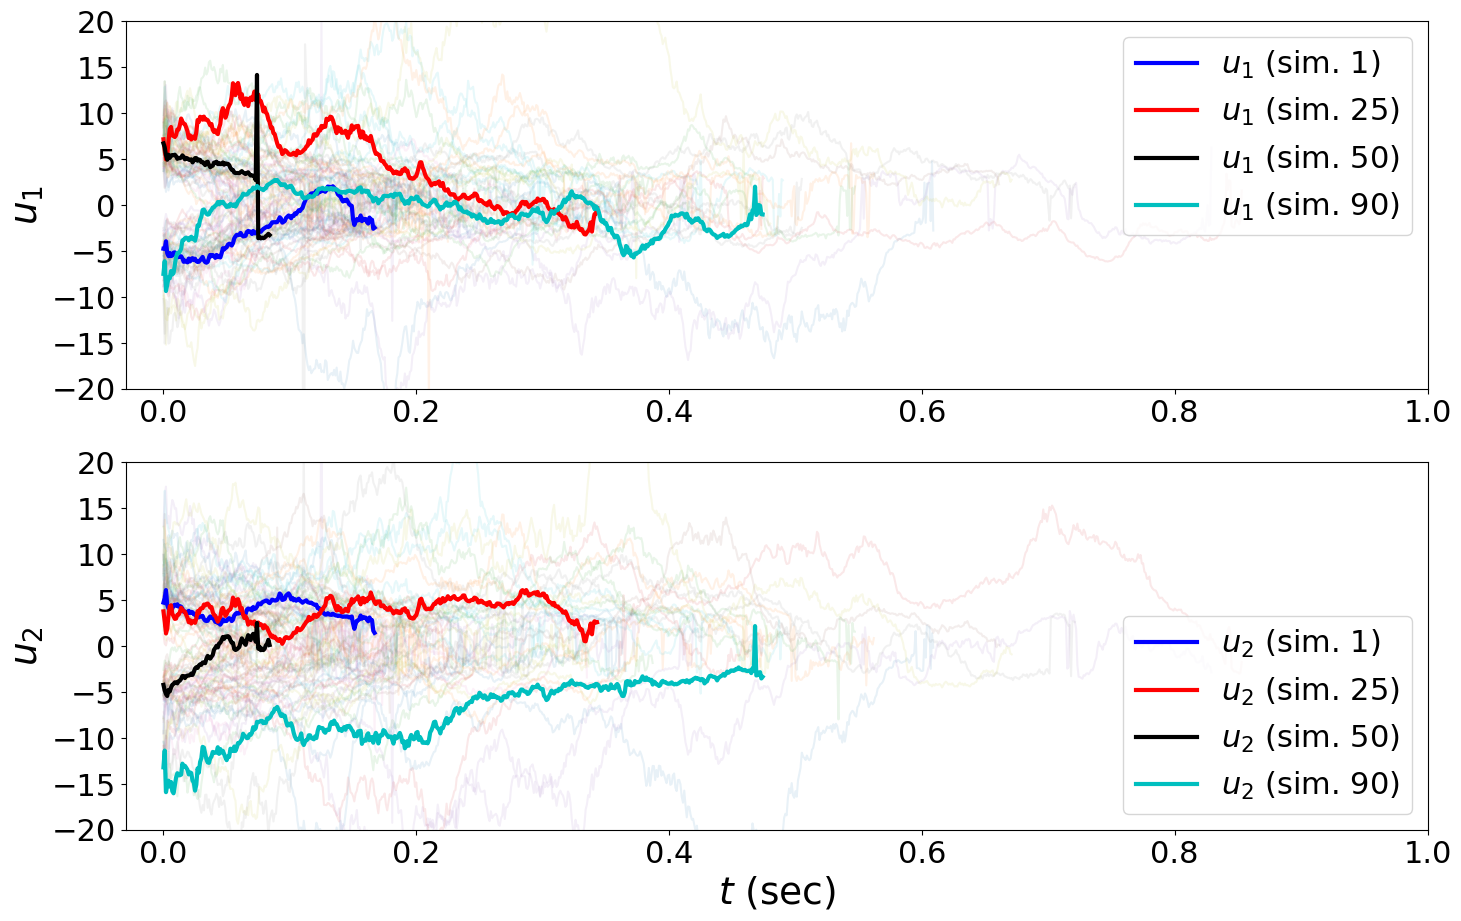 20
15
10
5
0
−5
−10
−15
−20
u₁
0.0 0.2 0.4 0.6 0.8 1.0
u₁ (sim. 1)
u₁ (sim. 25)
u₁ (sim. 50)
u₁ (sim. 90)
20
15
10
5
0
−5
−10
−15
−20
u₂
0.0 0.2 0.4 0.6 0.8 1.0
t (sec)
u₂ (sim. 1)
u₂ (sim. 25)
u₂ (sim. 50)
u₂ (sim. 90)